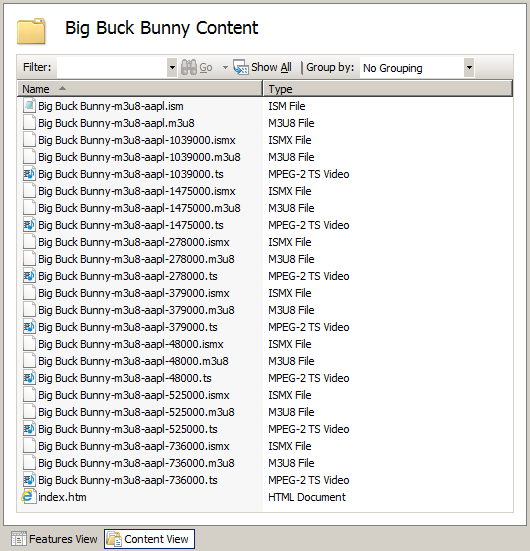 Big Buck Bunny Content
Filter: Go Show All Group by: No Grouping
Name Type
Big Buck Bunny-m3u8-aapl.ism ISM File
Big Buck Bunny-m3u8-aapl.m3u8 M3U8 File
Big Buck Bunny-m3u8-aapl-1039000.ismx ISMX File
Big Buck Bunny-m3u8-aapl-1039000.m3u8 M3U8 File
Big Buck Bunny-m3u8-aapl-1039000.ts MPEG-2 TS Video
Big Buck Bunny-m3u8-aapl-1475000.ismx ISMX File
Big Buck Bunny-m3u8-aapl-1475000.m3u8 M3U8 File
Big Buck Bunny-m3u8-aapl-1475000.ts MPEG-2 TS Video
Big Buck Bunny-m3u8-aapl-278000.ismx ISMX File
Big Buck Bunny-m3u8-aapl-278000.m3u8 M3U8 File
Big Buck Bunny-m3u8-aapl-278000.ts MPEG-2 TS Video
Big Buck Bunny-m3u8-aapl-379000.ismx ISMX File
Big Buck Bunny-m3u8-aapl-379000.m3u8 M3U8 File
Big Buck Bunny-m3u8-aapl-379000.ts MPEG-2 TS Video
Big Buck Bunny-m3u8-aapl-48000.ismx ISMX File
Big Buck Bunny-m3u8-aapl-48000.m3u8 M3U8 File
Big Buck Bunny-m3u8-aapl-48000.ts MPEG-2 TS Video
Big Buck Bunny-m3u8-aapl-525000.ismx ISMX File
Big Buck Bunny-m3u8-aapl-525000.m3u8 M3U8 File
Big Buck Bunny-m3u8-aapl-525000.ts MPEG-2 TS Video
Big Buck Bunny-m3u8-aapl-736000.ismx ISMX File
Big Buck Bunny-m3u8-aapl-736000.m3u8 M3U8 File
Big Buck Bunny-m3u8-aapl-736000.ts MPEG-2 TS Video
index.htm HTML Document
Features View Content View